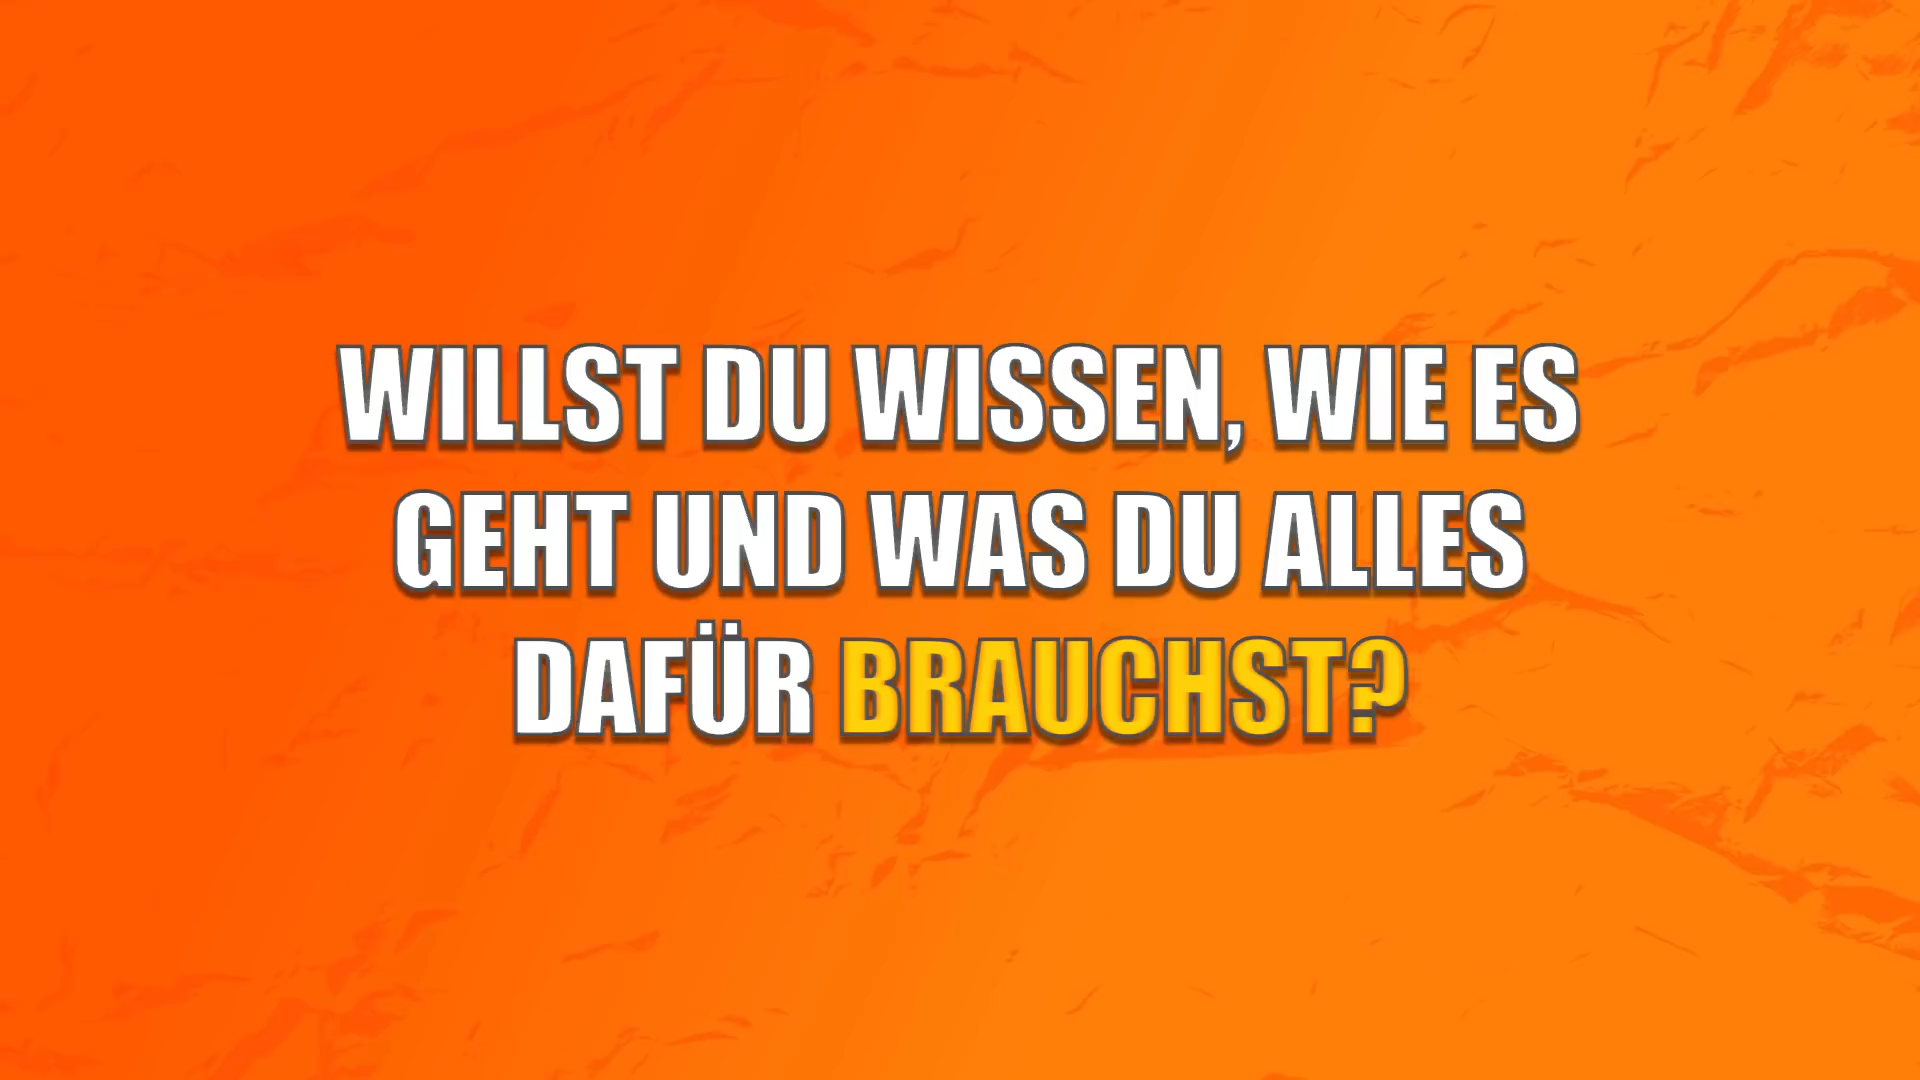 WILLST DU WISSEN, WIE ES
GEHT UND WAS DU ALLES
DAFÜR BRAUCHST?